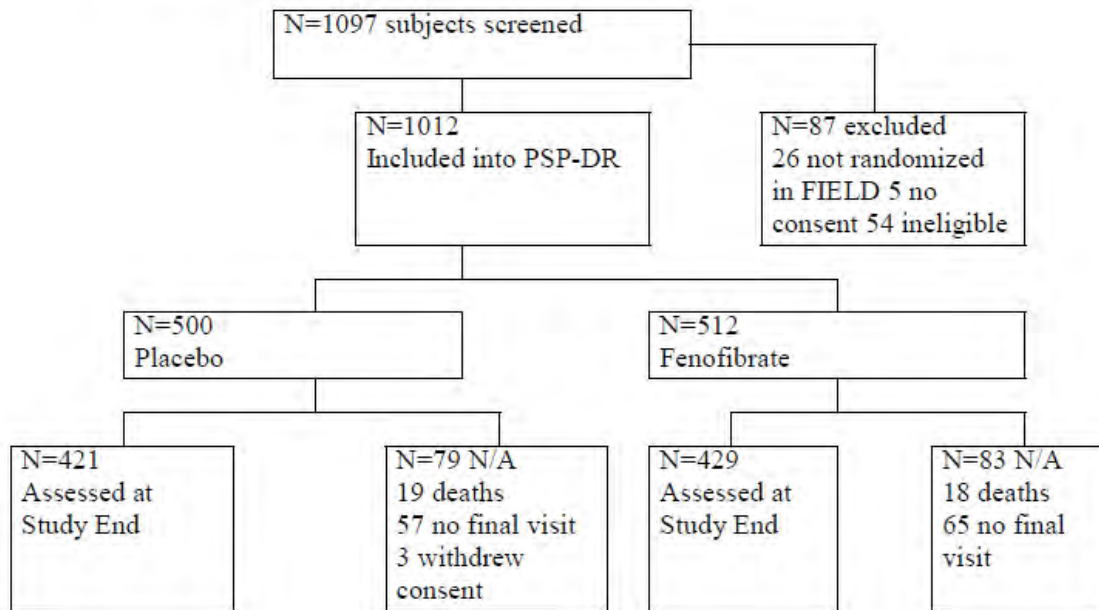 N=1097 subjects screened
N=1012
Included into PSP-DR
N=87 excluded
26 not randomized
in FIELD 5 no
consent 54 ineligible
N=500
Placebo
N=512
Fenofibrate
N=421
Assessed at
Study End
N=79 N/A
19 deaths
57 no final visit
3 withdrew
consent
N=429
Assessed at
Study End
N=83 N/A
18 deaths
65 no final
visit